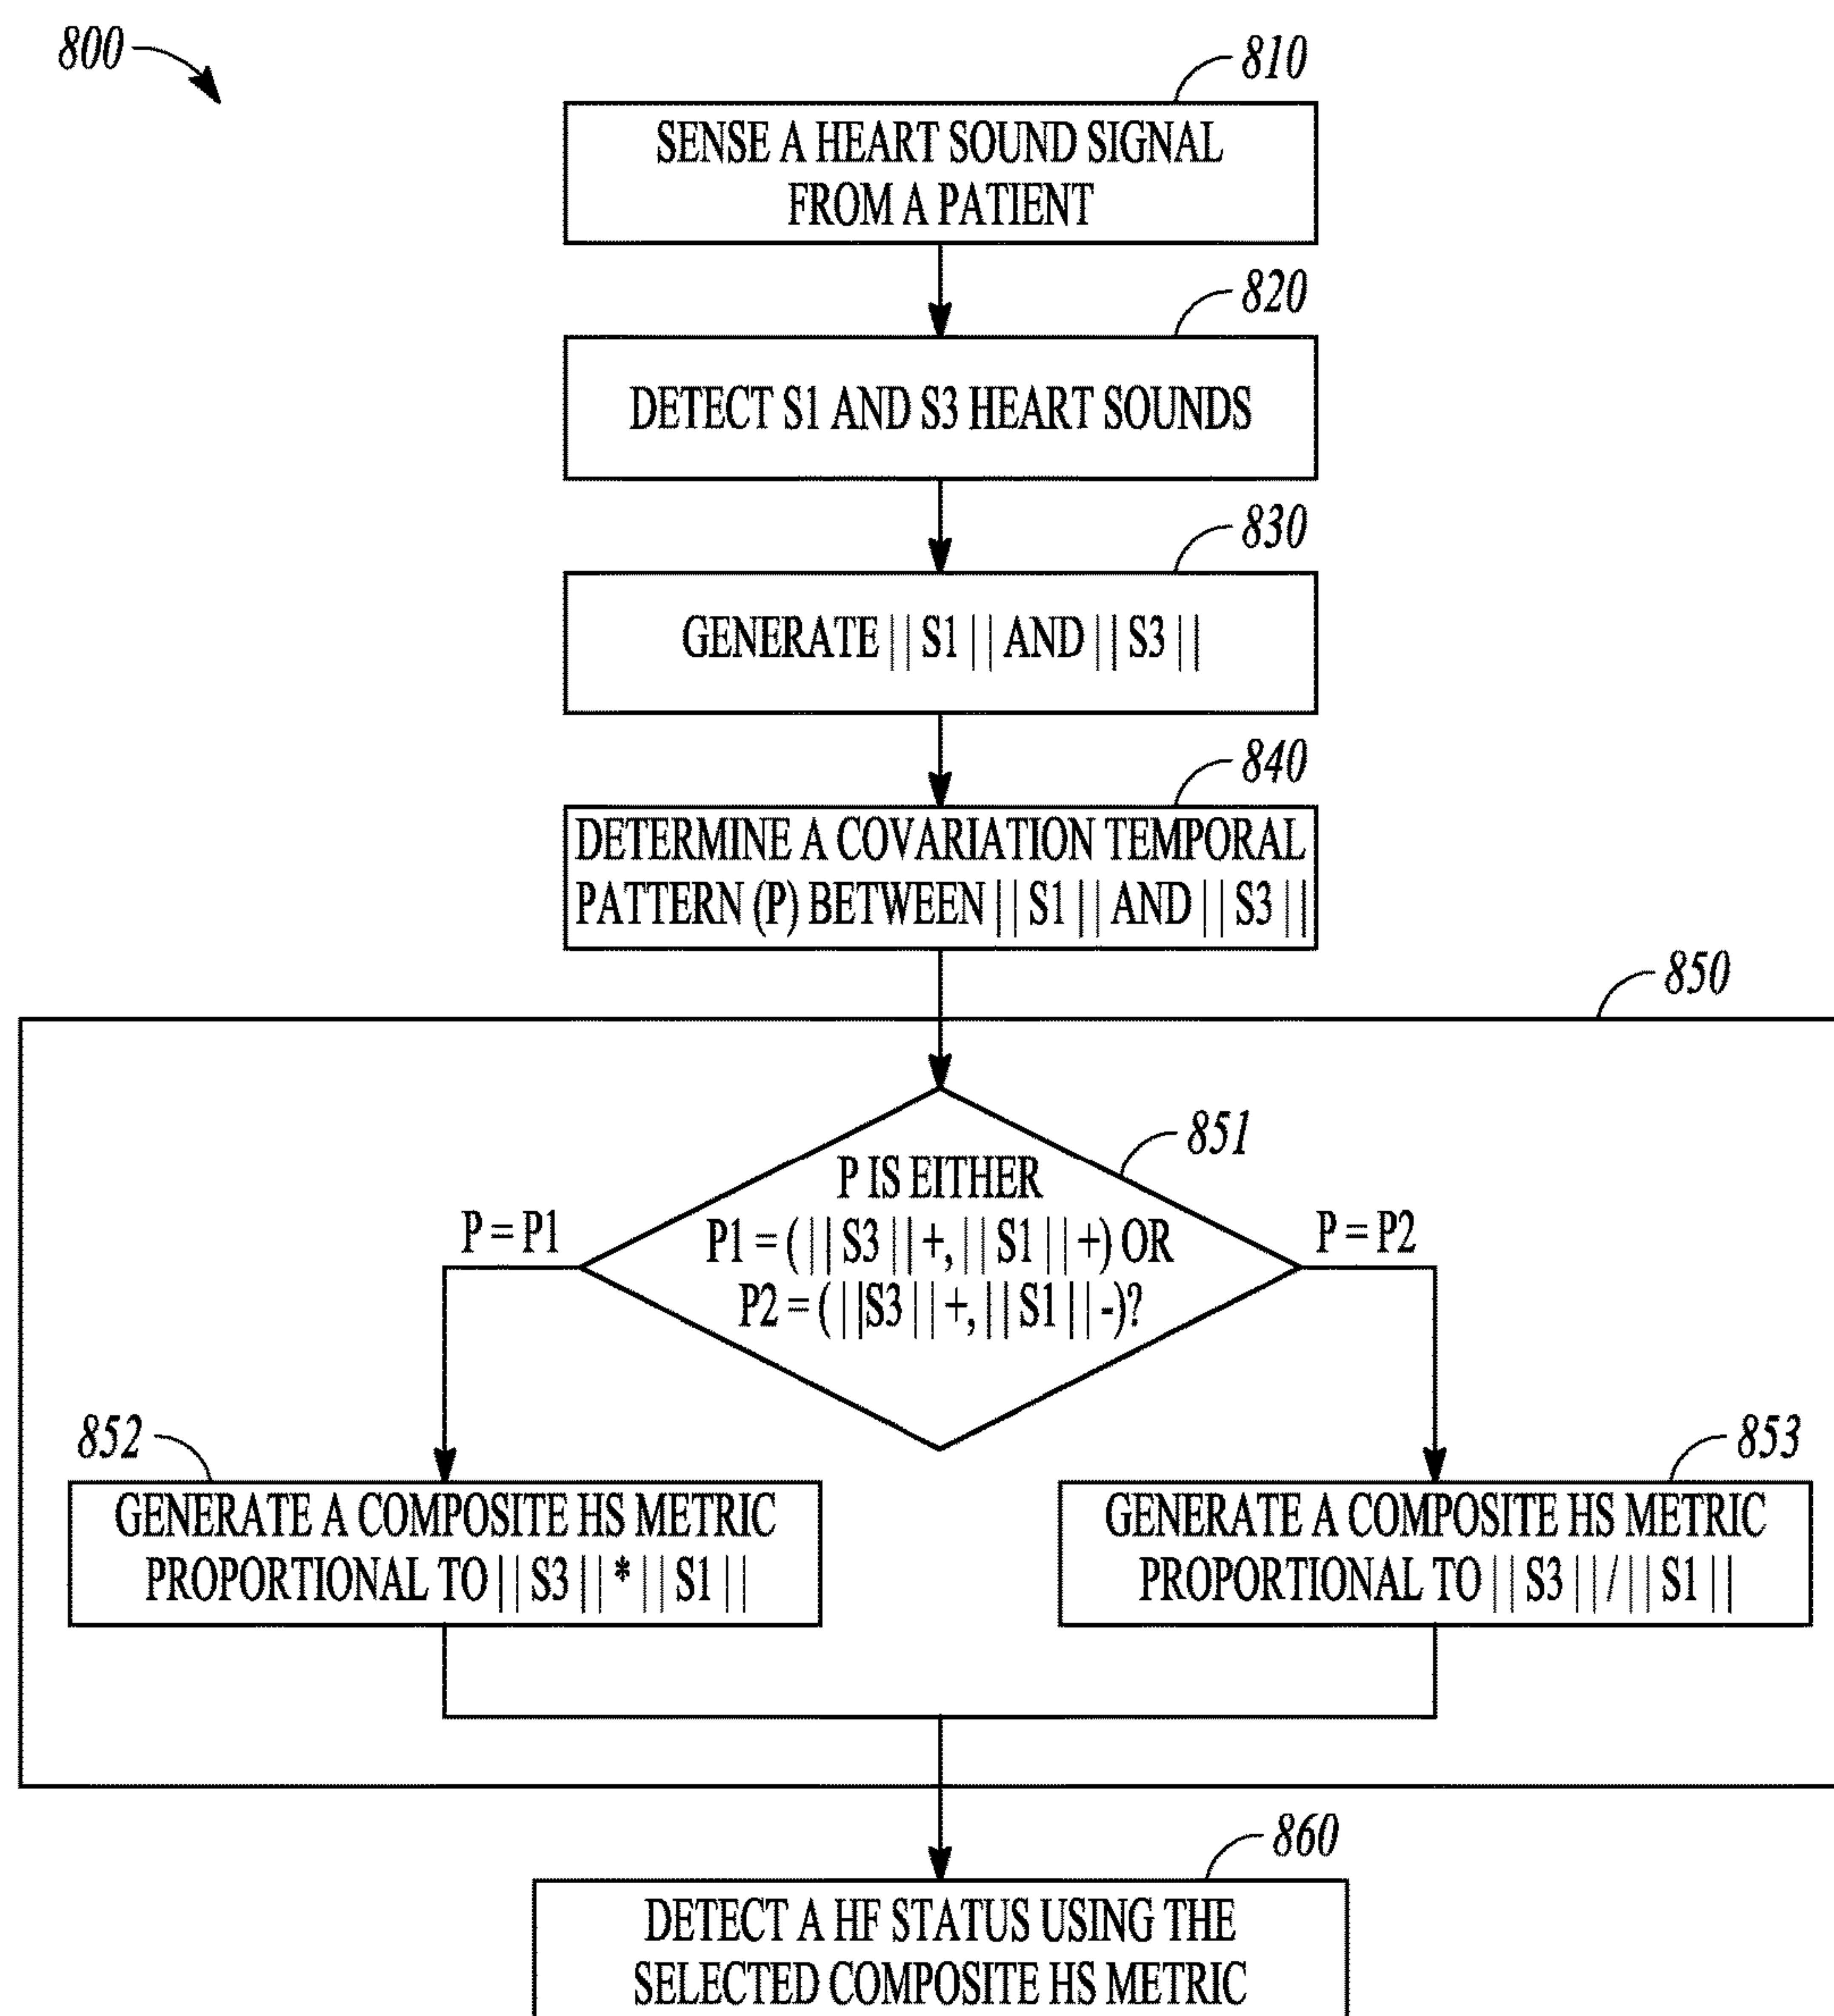 800
810
SENSE A HEART SOUND SIGNAL
FROM A PATIENT
820
DETECT S1 AND S3 HEART SOUNDS
830
GENERATE || S1 || AND || S3 ||
840
DETERMINE A COVARIATION TEMPORAL
PATTERN (P) BETWEEN || S1 || AND || S3 ||
850
851
P IS EITHER
P1 = ( || S3 || +, || S1 || +) OR
P2 = ( ||S3 || +, || S1 || -)?
P = P1
P = P2
852
GENERATE A COMPOSITE HS METRIC
PROPORTIONAL TO || S3 || * || S1 ||
853
GENERATE A COMPOSITE HS METRIC
PROPORTIONAL TO || S3 || / || S1 ||
860
DETECT A HF STATUS USING THE
SELECTED COMPOSITE HS METRIC